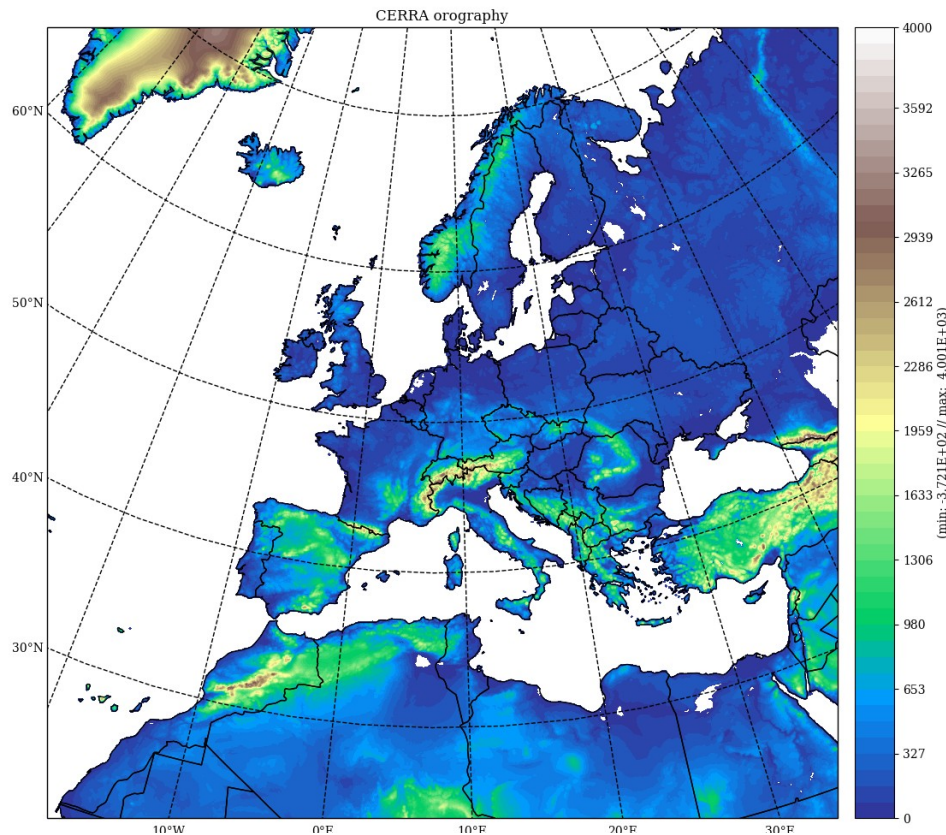 CERRA orography
60°N
50°N
40°N
30°N
10°W
0°E
10°E
20°E
30°E
4000
3592
3265
2939
2612
2286
1959
1633
1306
980
653
327
0
(min: -3.721E+02 // max: 4.001E+03)